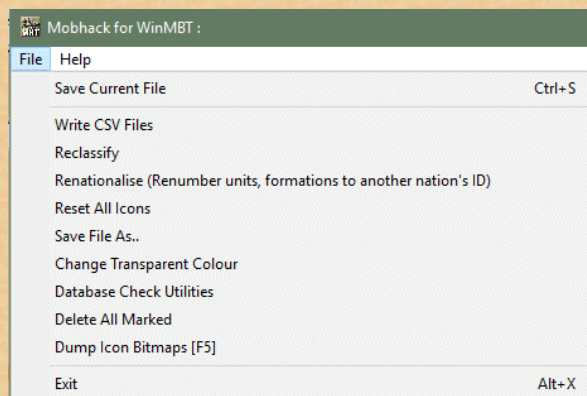 Mobhack for WinMBT :
File Help
Save Current File Ctrl+S
Write CSV Files
Reclassify
Renationalise (Renumber units, formations to another nation's ID)
Reset All Icons
Save File As..
Change Transparent Colour
Database Check Utilities
Delete All Marked
Dump Icon Bitmaps [F5]
Exit Alt+X